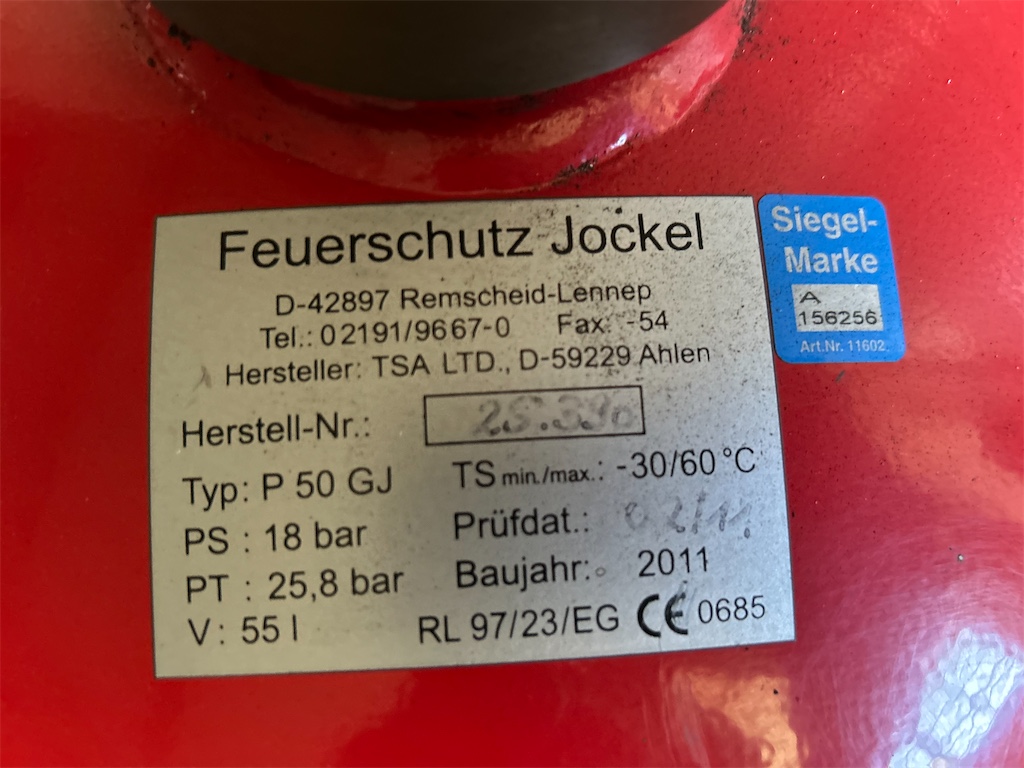 Feuerschutz Jockel
D-42897 Remscheid-Lennep
Tel.: 02191/9667-0 Fax: -54
Hersteller: TSA LTD., D-59229 Ahlen
Herstell-Nr.:
Typ: P 50 GJ TS min./max.: -30/60 °C
PS : 18 bar Prüfdat.: 02/11
PT : 25,8 bar Baujahr: 2011
V : 55 l RL 97/23/EG CE 0685
Siegel-
Marke
A
156256
Art.Nr. 11602